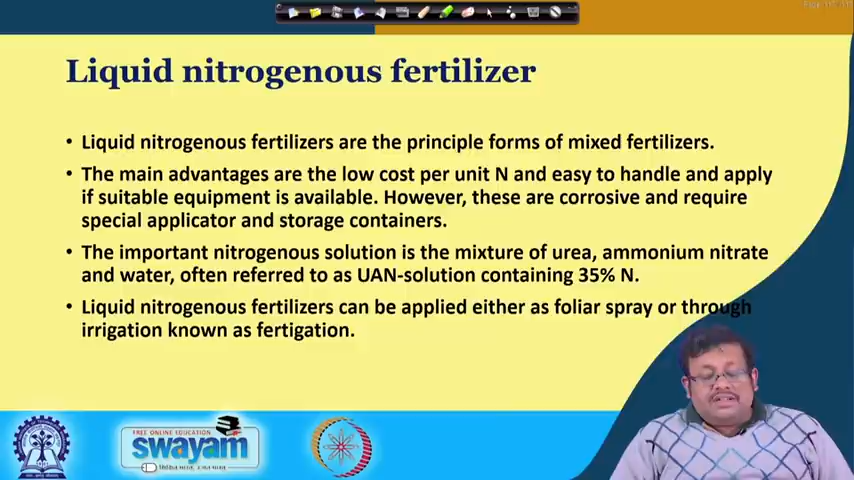 Liquid nitrogenous fertilizer
• Liquid nitrogenous fertilizers are the principle forms of mixed fertilizers.
• The main advantages are the low cost per unit N and easy to handle and apply
if suitable equipment is available. However, these are corrosive and require
special applicator and storage containers.
• The important nitrogenous solution is the mixture of urea, ammonium nitrate
and water, often referred to as UAN-solution containing 35% N.
• Liquid nitrogenous fertilizers can be applied either as foliar spray or through
irrigation known as fertigation.
FREE ONLINE EDUCATION
swayam